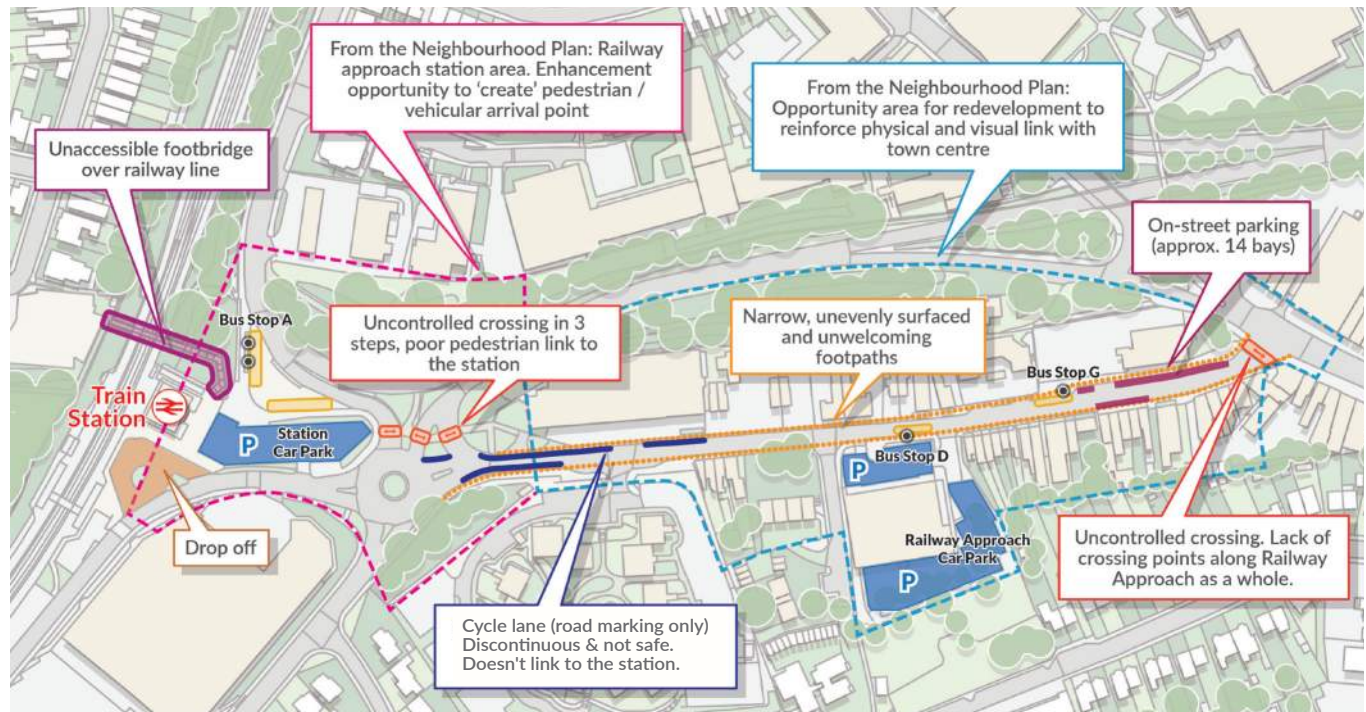 From the Neighbourhood Plan: Railway
approach station area. Enhancement
opportunity to ‘create’ pedestrian /
vehicular arrival point
From the Neighbourhood Plan:
Opportunity area for redevelopment to
reinforce physical and visual link with
town centre
Unaccessible footbridge
over railway line
On-street parking
(approx. 14 bays)
Bus Stop A
Uncontrolled crossing in 3
steps, poor pedestrian link to
the station
Narrow, unevenly surfaced
and unwelcoming
footpaths
Bus Stop G
Train
Station
P
Station
Car Park
Bus Stop D
P
Drop off
Railway Approach
Car Park
P
Uncontrolled crossing. Lack of
crossing points along Railway
Approach as a whole.
Cycle lane (road marking only)
Discontinuous & not safe.
Doesn't link to the station.